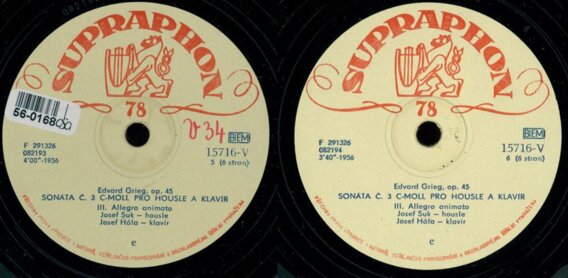 SUPRAPHON
78
56-0168
V 34
BIEM
F 291326
082193
4'00"-1956
15716-V
5 (6 stran)
Edvard Grieg, op. 45
SONATA Č. 3 C-MOLL PRO HOUSLE A KLAVÍR
III. Allegro animato
Josef Suk — housle
Josef Hála — klavír
e
SUPRAPHON
78
BIEM
F 291326
082194
3'40"-1956
15716-V
6 (6 stran)
Edvard Grieg, op. 45
SONATA Č. 3 C-MOLL PRO HOUSLE A KLAVÍR
III. Allegro animato
Josef Suk — housle
Josef Hála — klavír
e